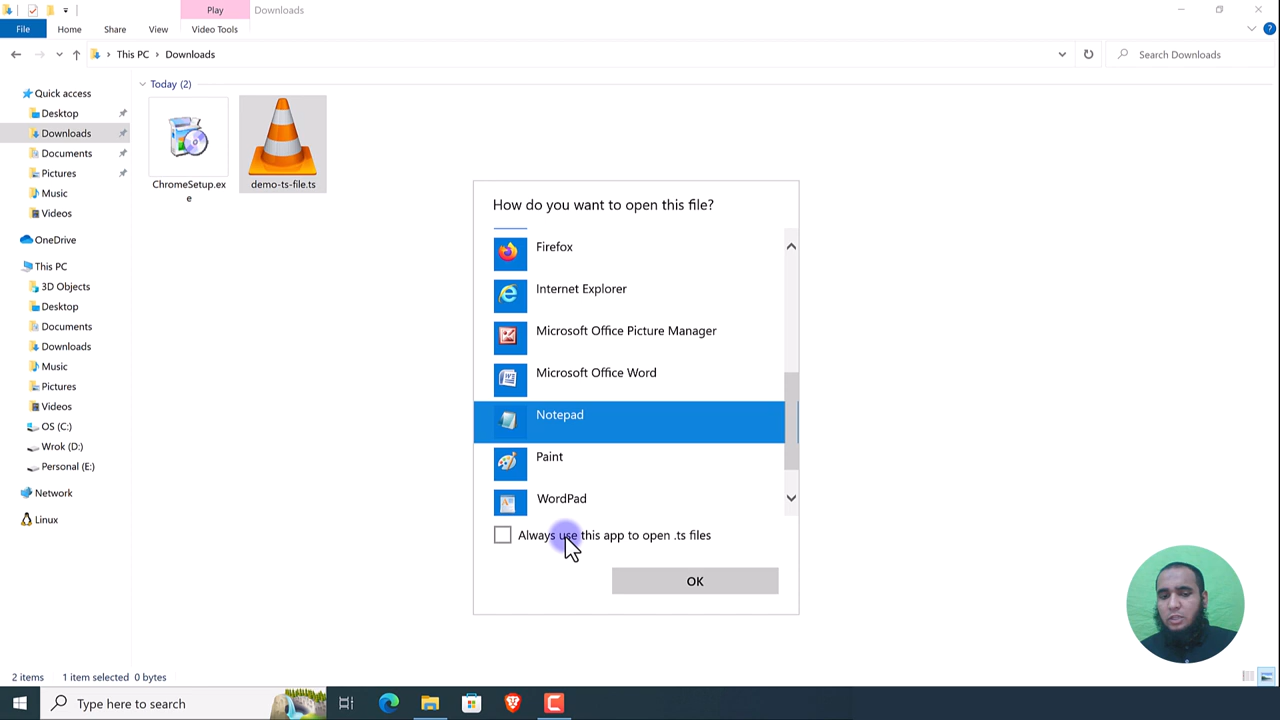 Play
Downloads
File
Home
Share
View
Video Tools
This PC
Downloads
Search Downloads
Quick access
Desktop
Downloads
Documents
Pictures
Music
Videos
OneDrive
This PC
3D Objects
Desktop
Documents
Downloads
Music
Pictures
Videos
OS (C:)
Wrok (D:)
Personal (E:)
Network
Linux
Today (2)
ChromeSetup.ex
e
demo-ts-file.ts
How do you want to open this file?
Firefox
Internet Explorer
Microsoft Office Picture Manager
Microsoft Office Word
Notepad
Paint
WordPad
Always use this app to open .ts files
OK
2 items
1 item selected 0 bytes
Type here to search